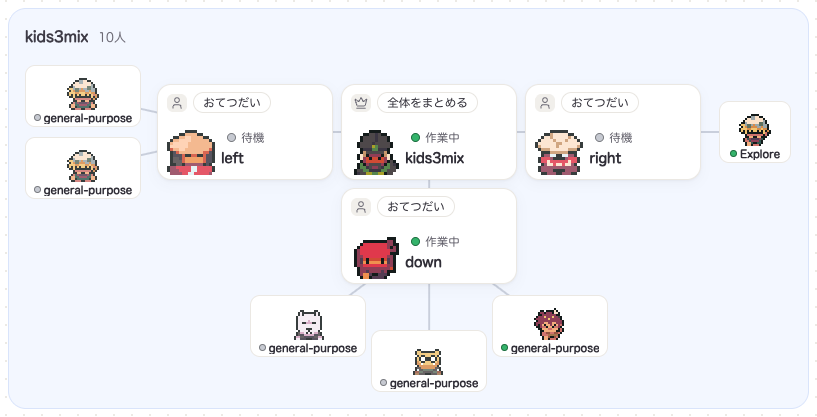 kids3mix 10人
general-purpose
general-purpose
おてつだい
待機
left
全体をまとめる
作業中
kids3mix
おてつだい
待機
right
Explore
おてつだい
作業中
down
general-purpose
general-purpose
general-purpose